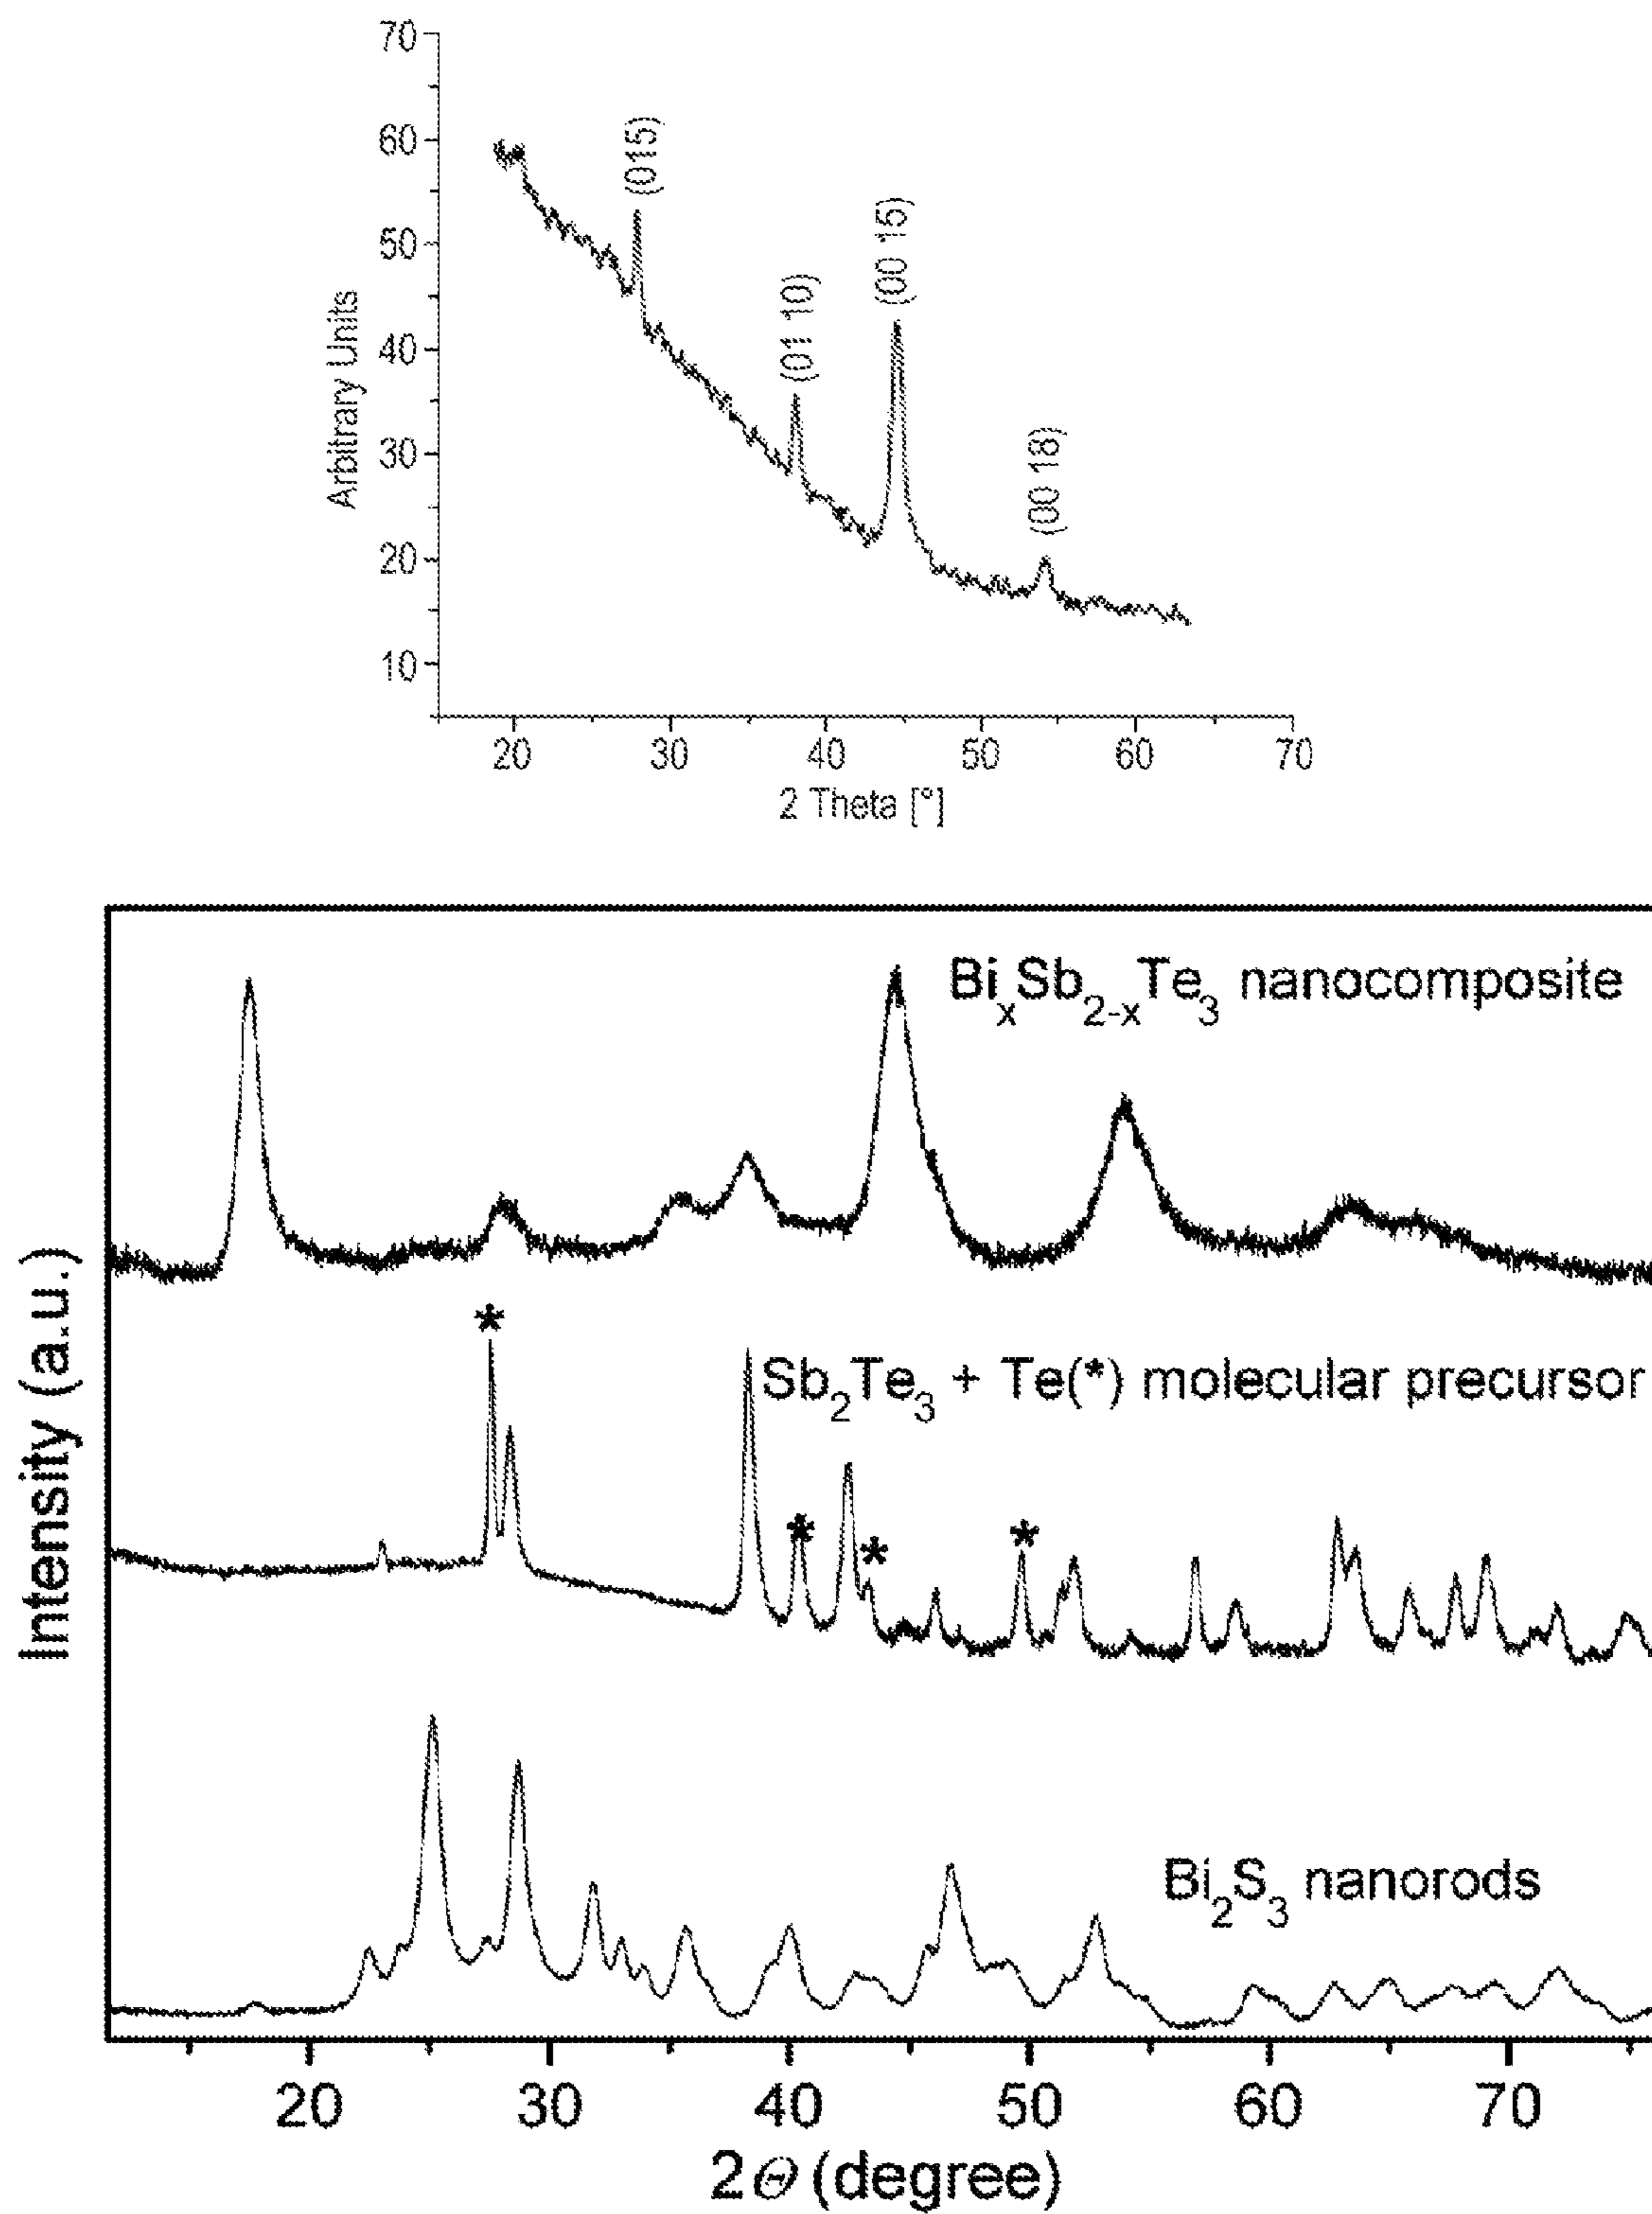 70
60
50
40
30
20
10
Arbitrary Units
(015)
(01 10)
(00 15)
(00 18)
20 30 40 50 60 70
2 Theta [°]
BixSb2-xTe3 nanocomposite
*
Sb2Te3 + Te(*) molecular precursor
* * *
Bi2S3 nanorods
Intensity (a.u.)
20 30 40 50 60 70
2Θ (degree)